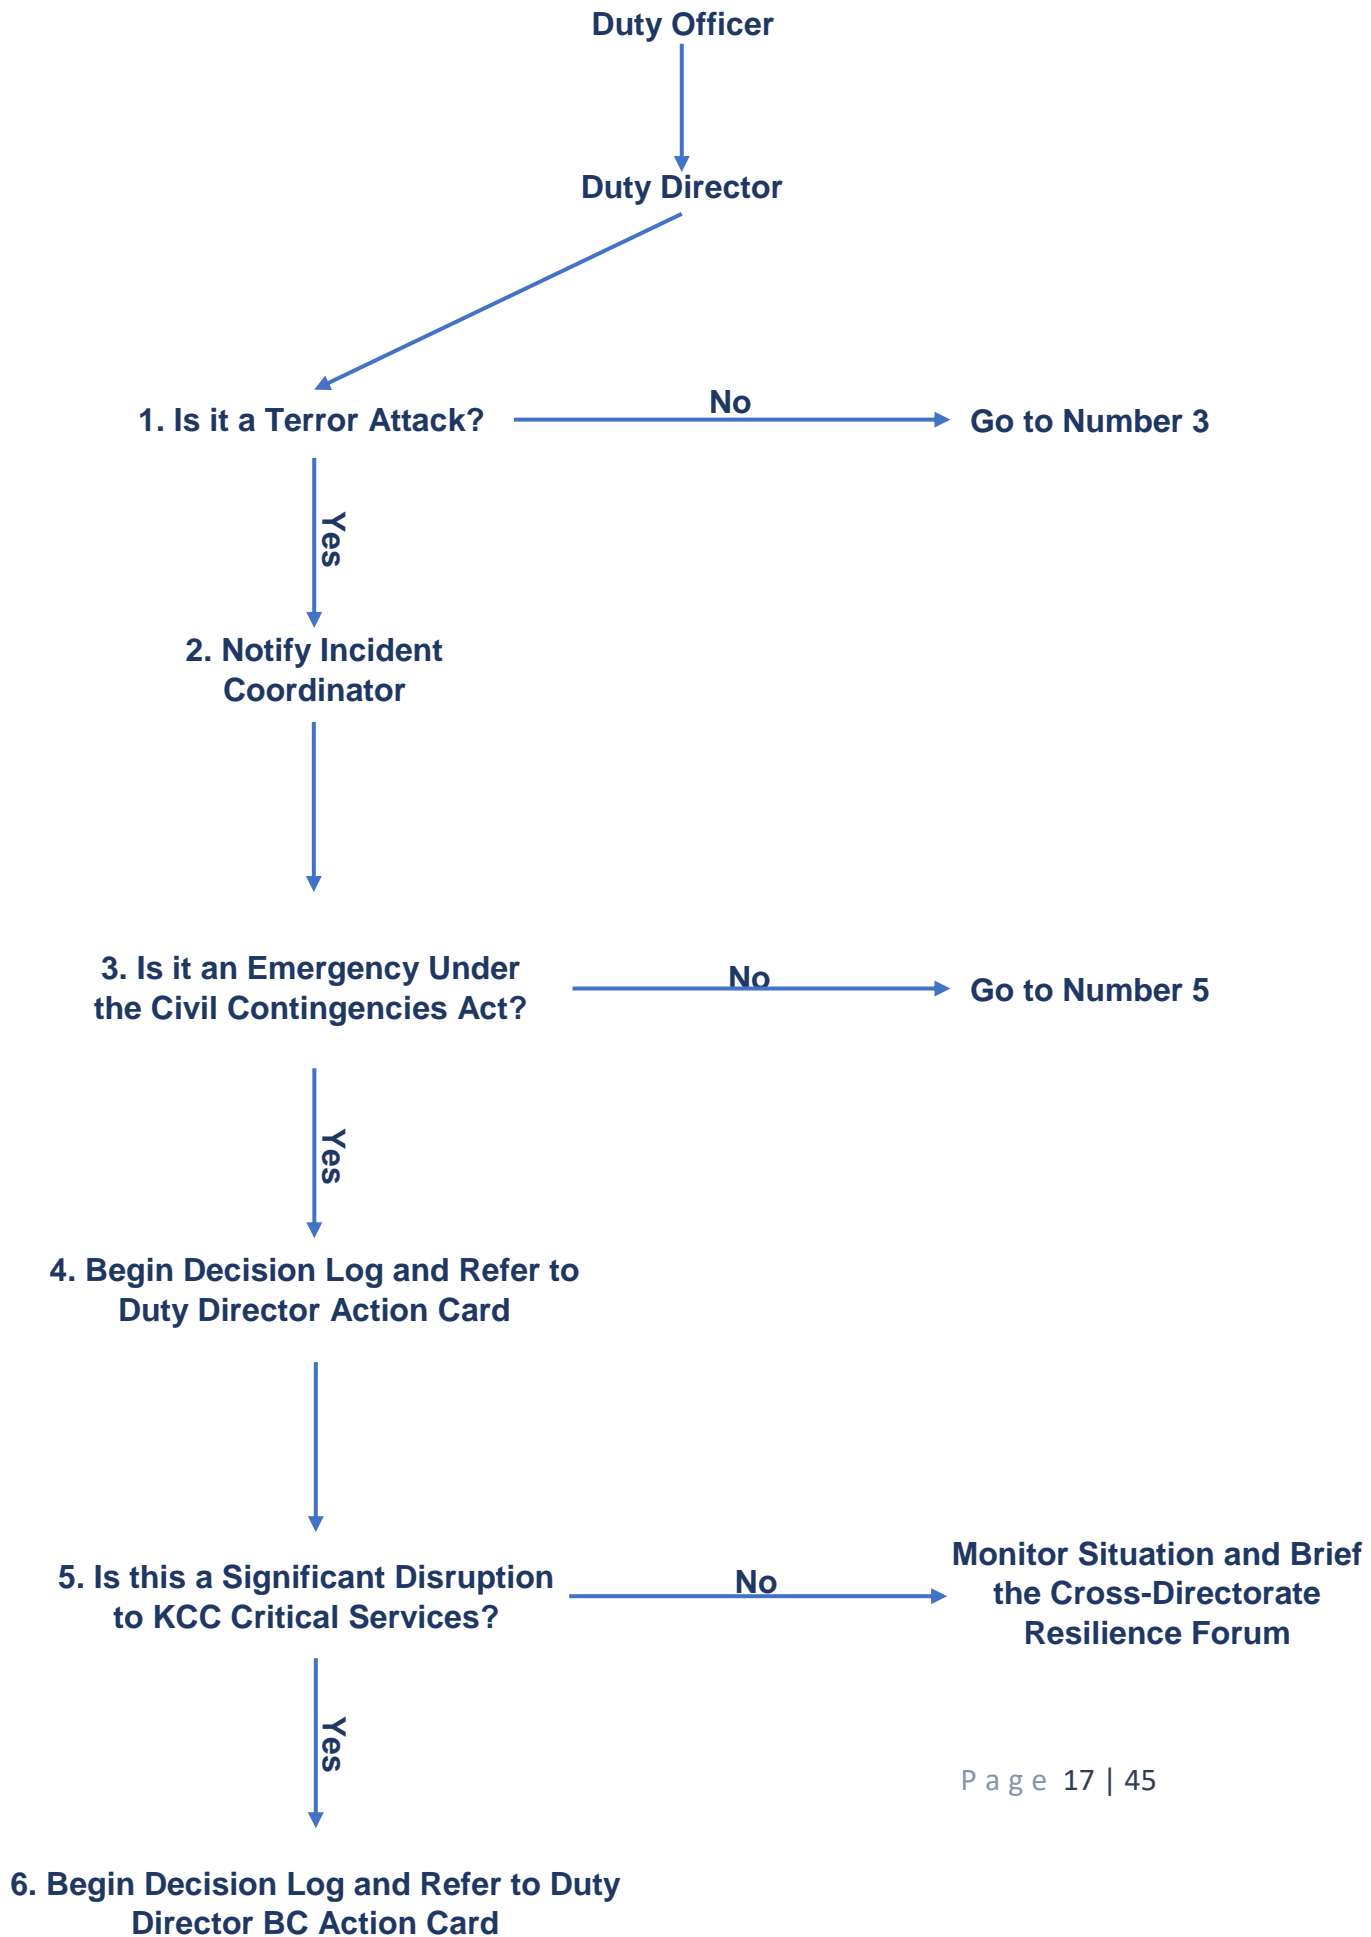 Duty Officer
Duty Director
1. Is it a Terror Attack?
No
Go to Number 3
Yes
2. Notify Incident
Coordinator
3. Is it an Emergency Under
the Civil Contingencies Act?
No
Go to Number 5
Yes
4. Begin Decision Log and Refer to
Duty Director Action Card
5. Is this a Significant Disruption
to KCC Critical Services?
No
Monitor Situation and Brief
the Cross-Directorate
Resilience Forum
Yes
Page 17 | 45
6. Begin Decision Log and Refer to Duty
Director BC Action Card